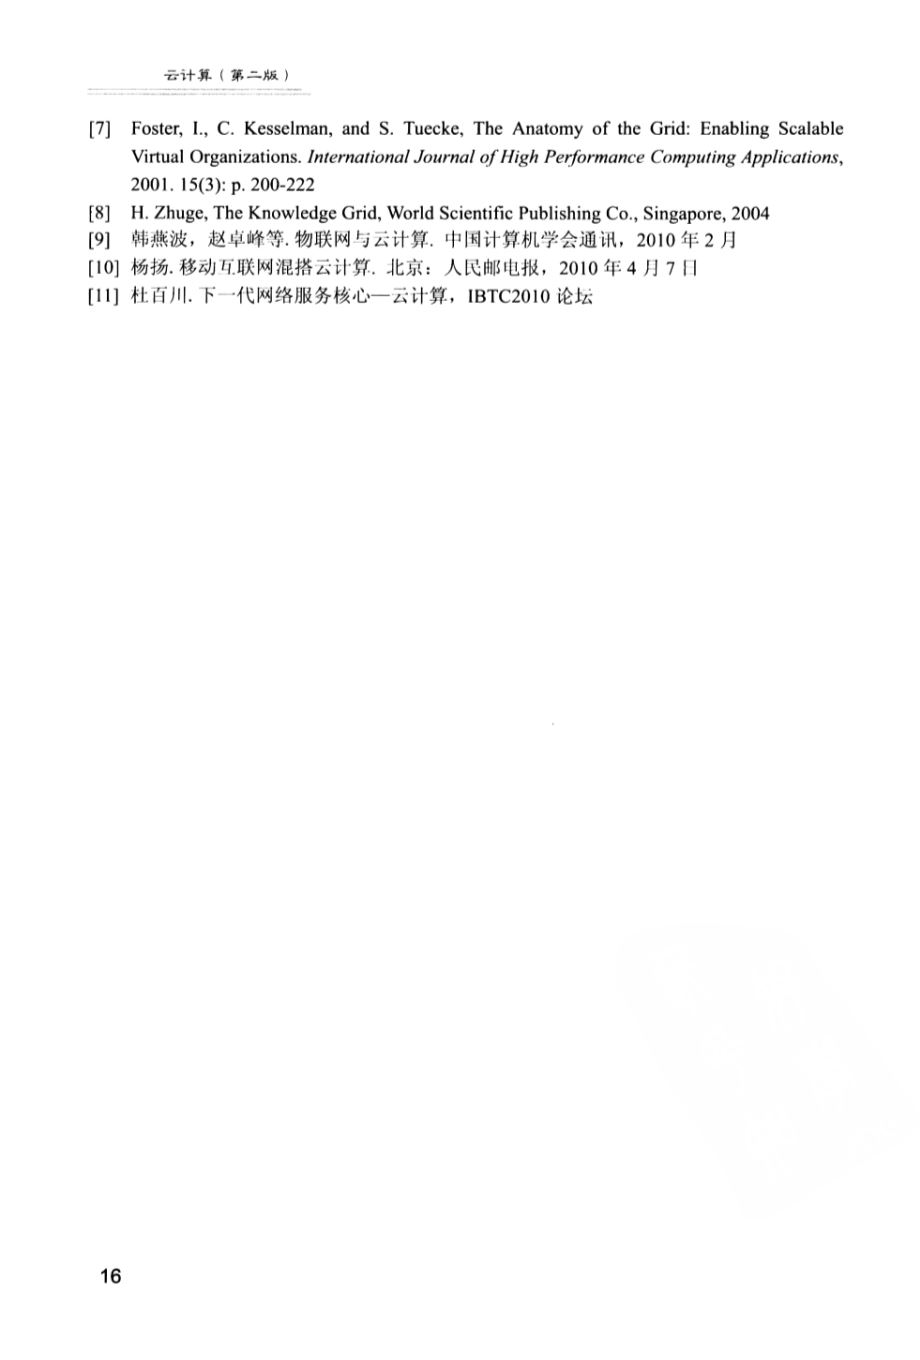 云计算（第二版）
[7] Foster, I., C. Kesselman, and S. Tuecke, The Anatomy of the Grid: Enabling Scalable
Virtual Organizations. International Journal of High Performance Computing Applications,
2001. 15(3): p. 200-222
[8] H. Zhuge, The Knowledge Grid, World Scientific Publishing Co., Singapore, 2004
[9] 韩燕波，赵卓峰等. 物联网与云计算. 中国计算机学会通讯，2010 年 2 月
[10] 杨扬. 移动互联网混搭云计算. 北京：人民邮电报，2010 年 4 月 7 日
[11] 杜百川. 下一代网络服务核心—云计算，IBTC2010 论坛
16